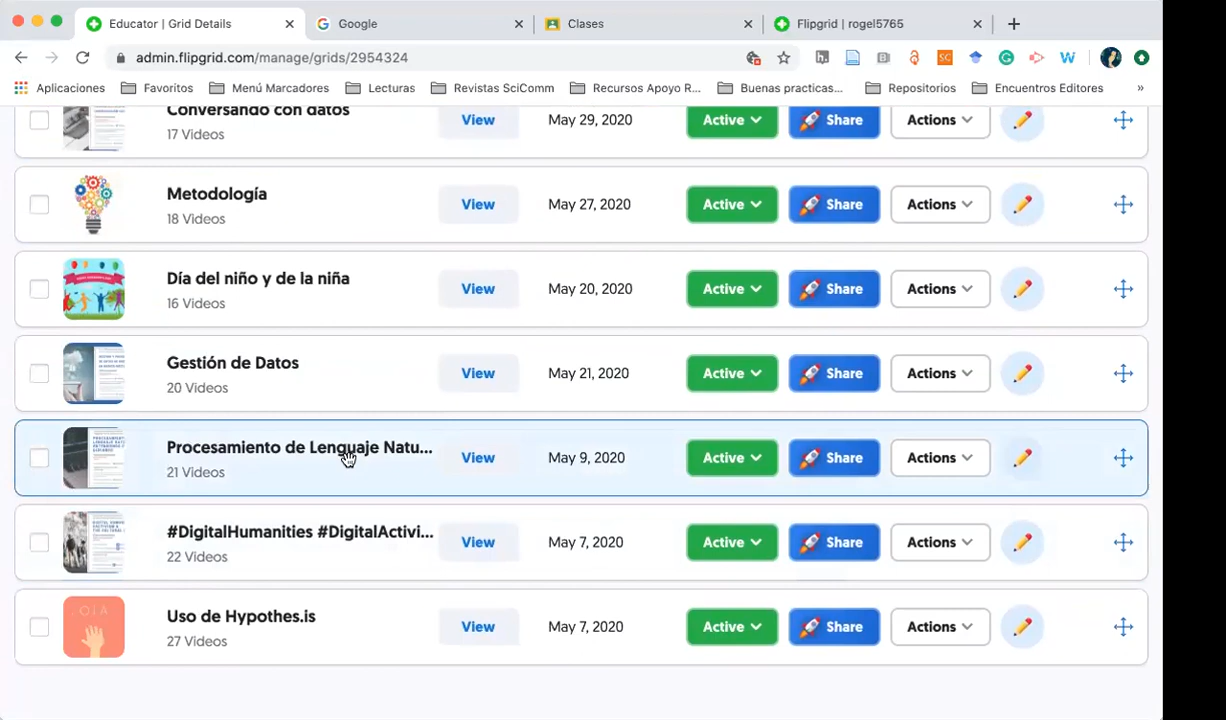 Educator | Grid Details
Google
Clases
Flipgrid | rogel5765
admin.flipgrid.com/manage/grids/2954324
Aplicaciones Favoritos Menú Marcadores Lecturas Revistas SciComm Recursos Apoyo R... Buenas practicas... Repositorios Encuentros Editores »
Conversando con datos
17 Videos
View May 29, 2020 Active Share Actions
Metodología
18 Videos
View May 27, 2020 Active Share Actions
Día del niño y de la niña
16 Videos
View May 20, 2020 Active Share Actions
Gestión de Datos
20 Videos
View May 21, 2020 Active Share Actions
Procesamiento de Lenguaje Natu...
21 Videos
View May 9, 2020 Active Share Actions
#DigitalHumanities #DigitalActivi...
22 Videos
View May 7, 2020 Active Share Actions
Uso de Hypothes.is
27 Videos
View May 7, 2020 Active Share Actions